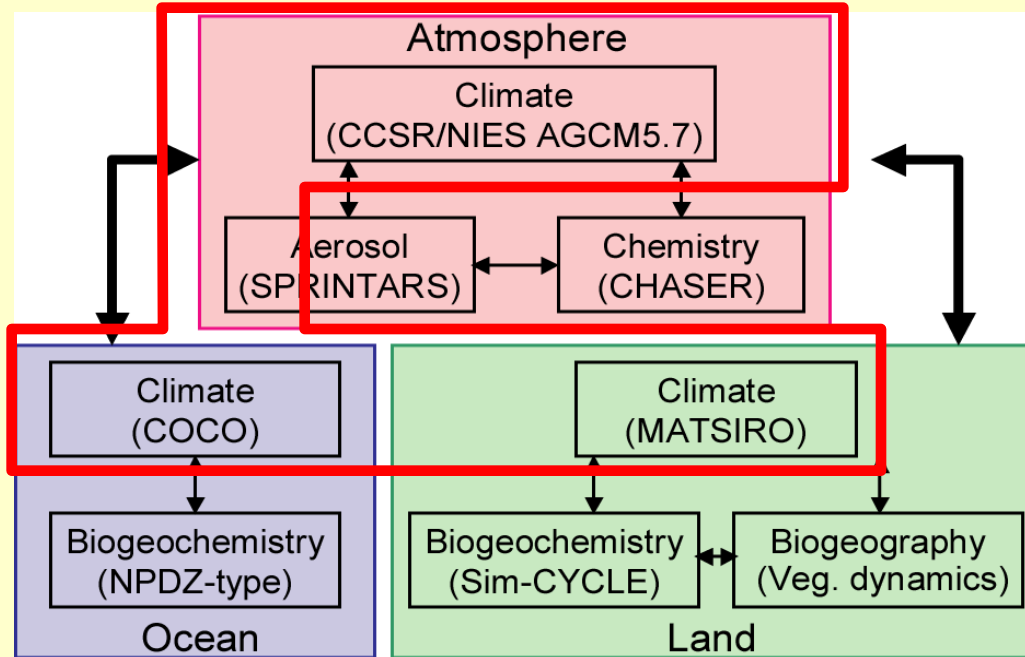 Atmosphere
Climate
(CCSR/NIES AGCM5.7)
Aerosol
(SPRINTARS)
Chemistry
(CHASER)
Climate
(COCO)
Climate
(MATSIRO)
Biogeochemistry
(NPDZ-type)
Biogeochemistry
(Sim-CYCLE)
Biogeography
(Veg. dynamics)
Ocean
Land